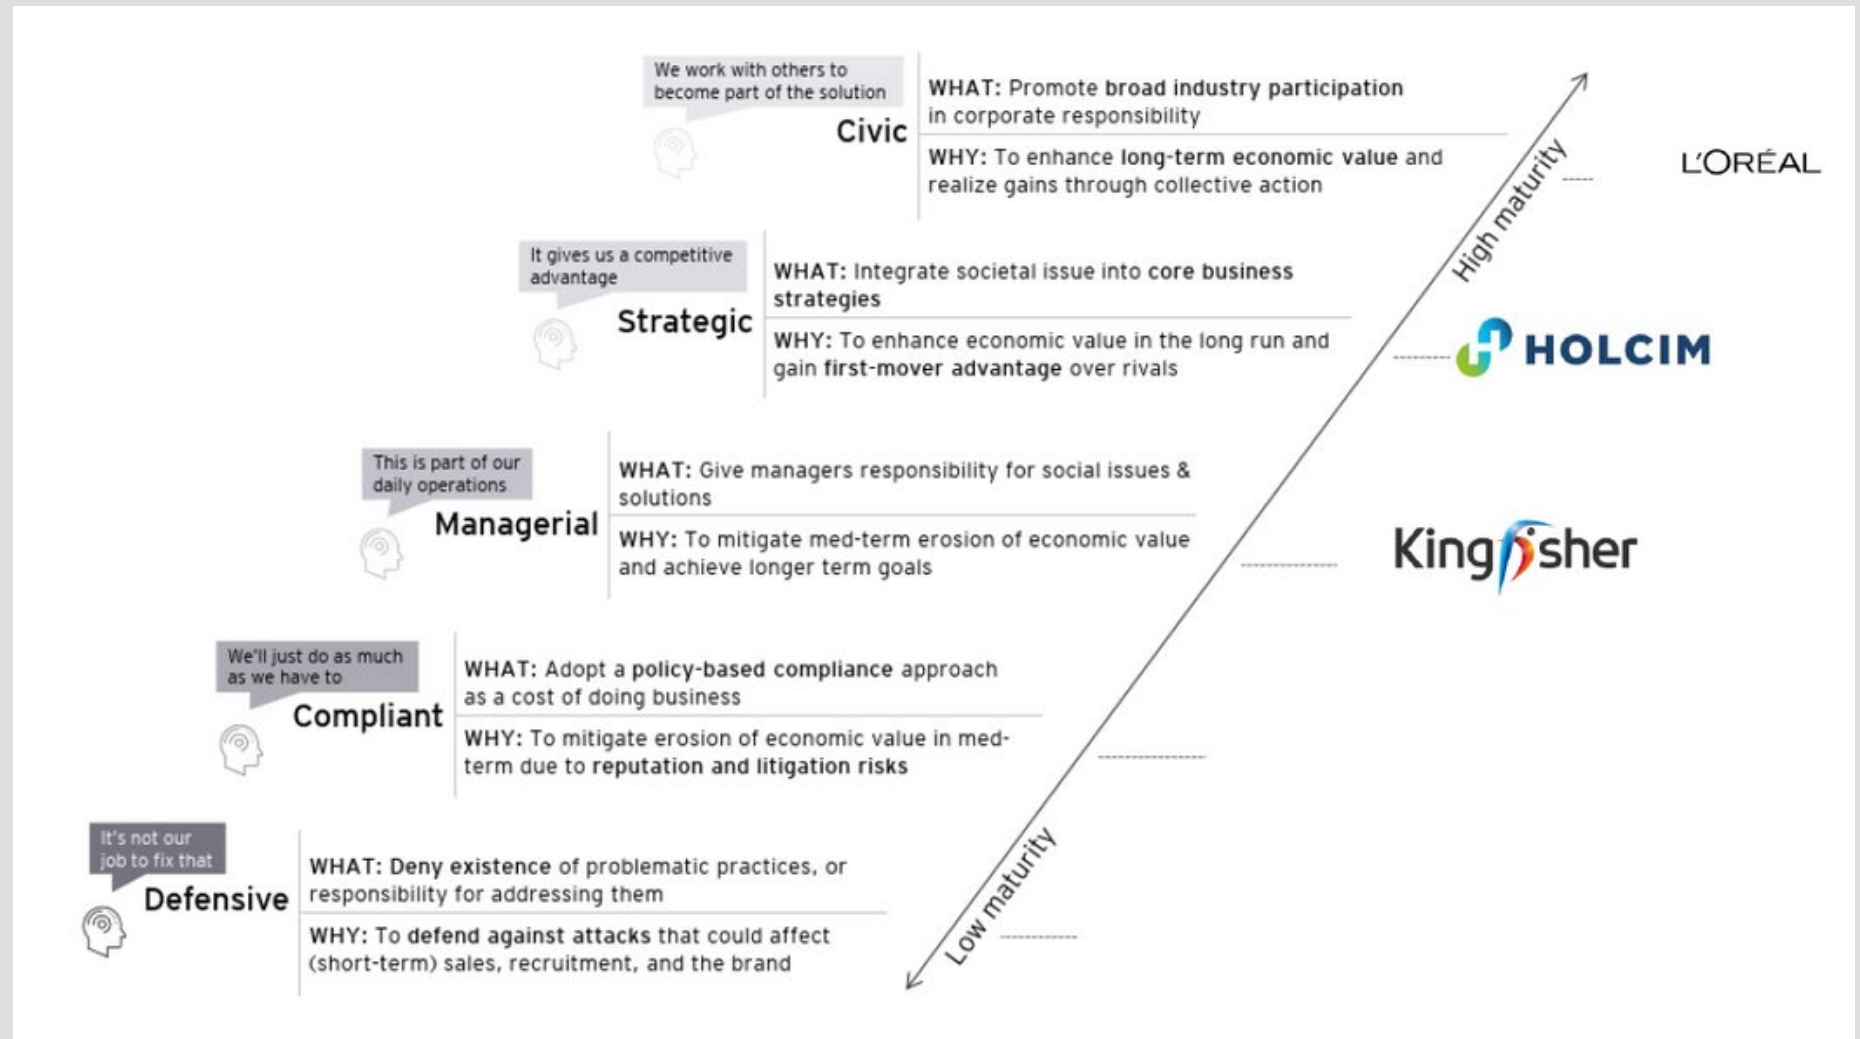 We work with others to
become part of the solution
Civic
WHAT: Promote broad industry participation
in corporate responsibility
WHY: To enhance long-term economic value and
realize gains through collective action
High maturity
L'ORÉAL
It gives us a competitive
advantage
Strategic
WHAT: Integrate societal issue into core business
strategies
WHY: To enhance economic value in the long run and
gain first-mover advantage over rivals
HOLCIM
This is part of our
daily operations
Managerial
WHAT: Give managers responsibility for social issues &
solutions
WHY: To mitigate med-term erosion of economic value
and achieve longer term goals
Kingfisher
We'll just do as much
as we have to
Compliant
WHAT: Adopt a policy-based compliance approach
as a cost of doing business
WHY: To mitigate erosion of economic value in med-
term due to reputation and litigation risks
It's not our
job to fix that
Defensive
WHAT: Deny existence of problematic practices, or
responsibility for addressing them
WHY: To defend against attacks that could affect
(short-term) sales, recruitment, and the brand
Low maturity